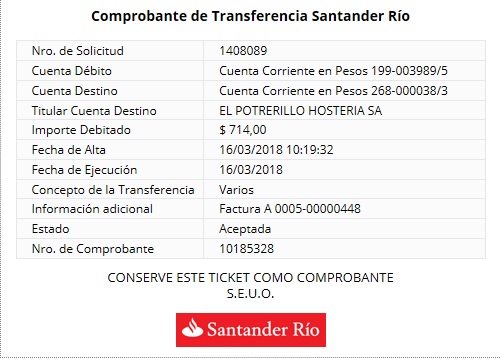 Comprobante de Transferencia Santander Río
Nro. de Solicitud 1408089
Cuenta Débito Cuenta Corriente en Pesos 199-003989/5
Cuenta Destino Cuenta Corriente en Pesos 268-000038/3
Titular Cuenta Destino EL POTRERILLO HOSTERIA SA
Importe Debitado $ 714,00
Fecha de Alta 16/03/2018 10:19:32
Fecha de Ejecución 16/03/2018
Concepto de la Transferencia Varios
Información adicional Factura A 0005-00000448
Estado Aceptada
Nro. de Comprobante 10185328
CONSERVE ESTE TICKET COMO COMPROBANTE
S.E.U.O.
Santander Río